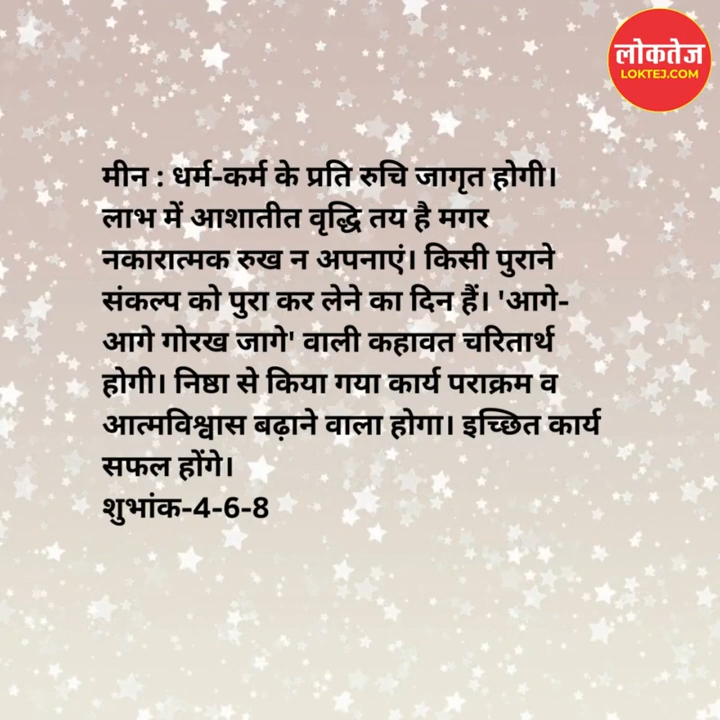 लोकतेज
LOKTEJ.COM
मीन : धर्म-कर्म के प्रति रुचि जागृत होगी।
लाभ में आशातीत वृद्धि तय है मगर
नकारात्मक रुख न अपनाएं। किसी पुराने
संकल्प को पुरा कर लेने का दिन हैं। 'आगे-
आगे गोरख जागे' वाली कहावत चरितार्थ
होगी। निष्ठा से किया गया कार्य पराक्रम व
आत्मविश्वास बढ़ाने वाला होगा। इच्छित कार्य
सफल होंगे।
शुभांक-4-6-8